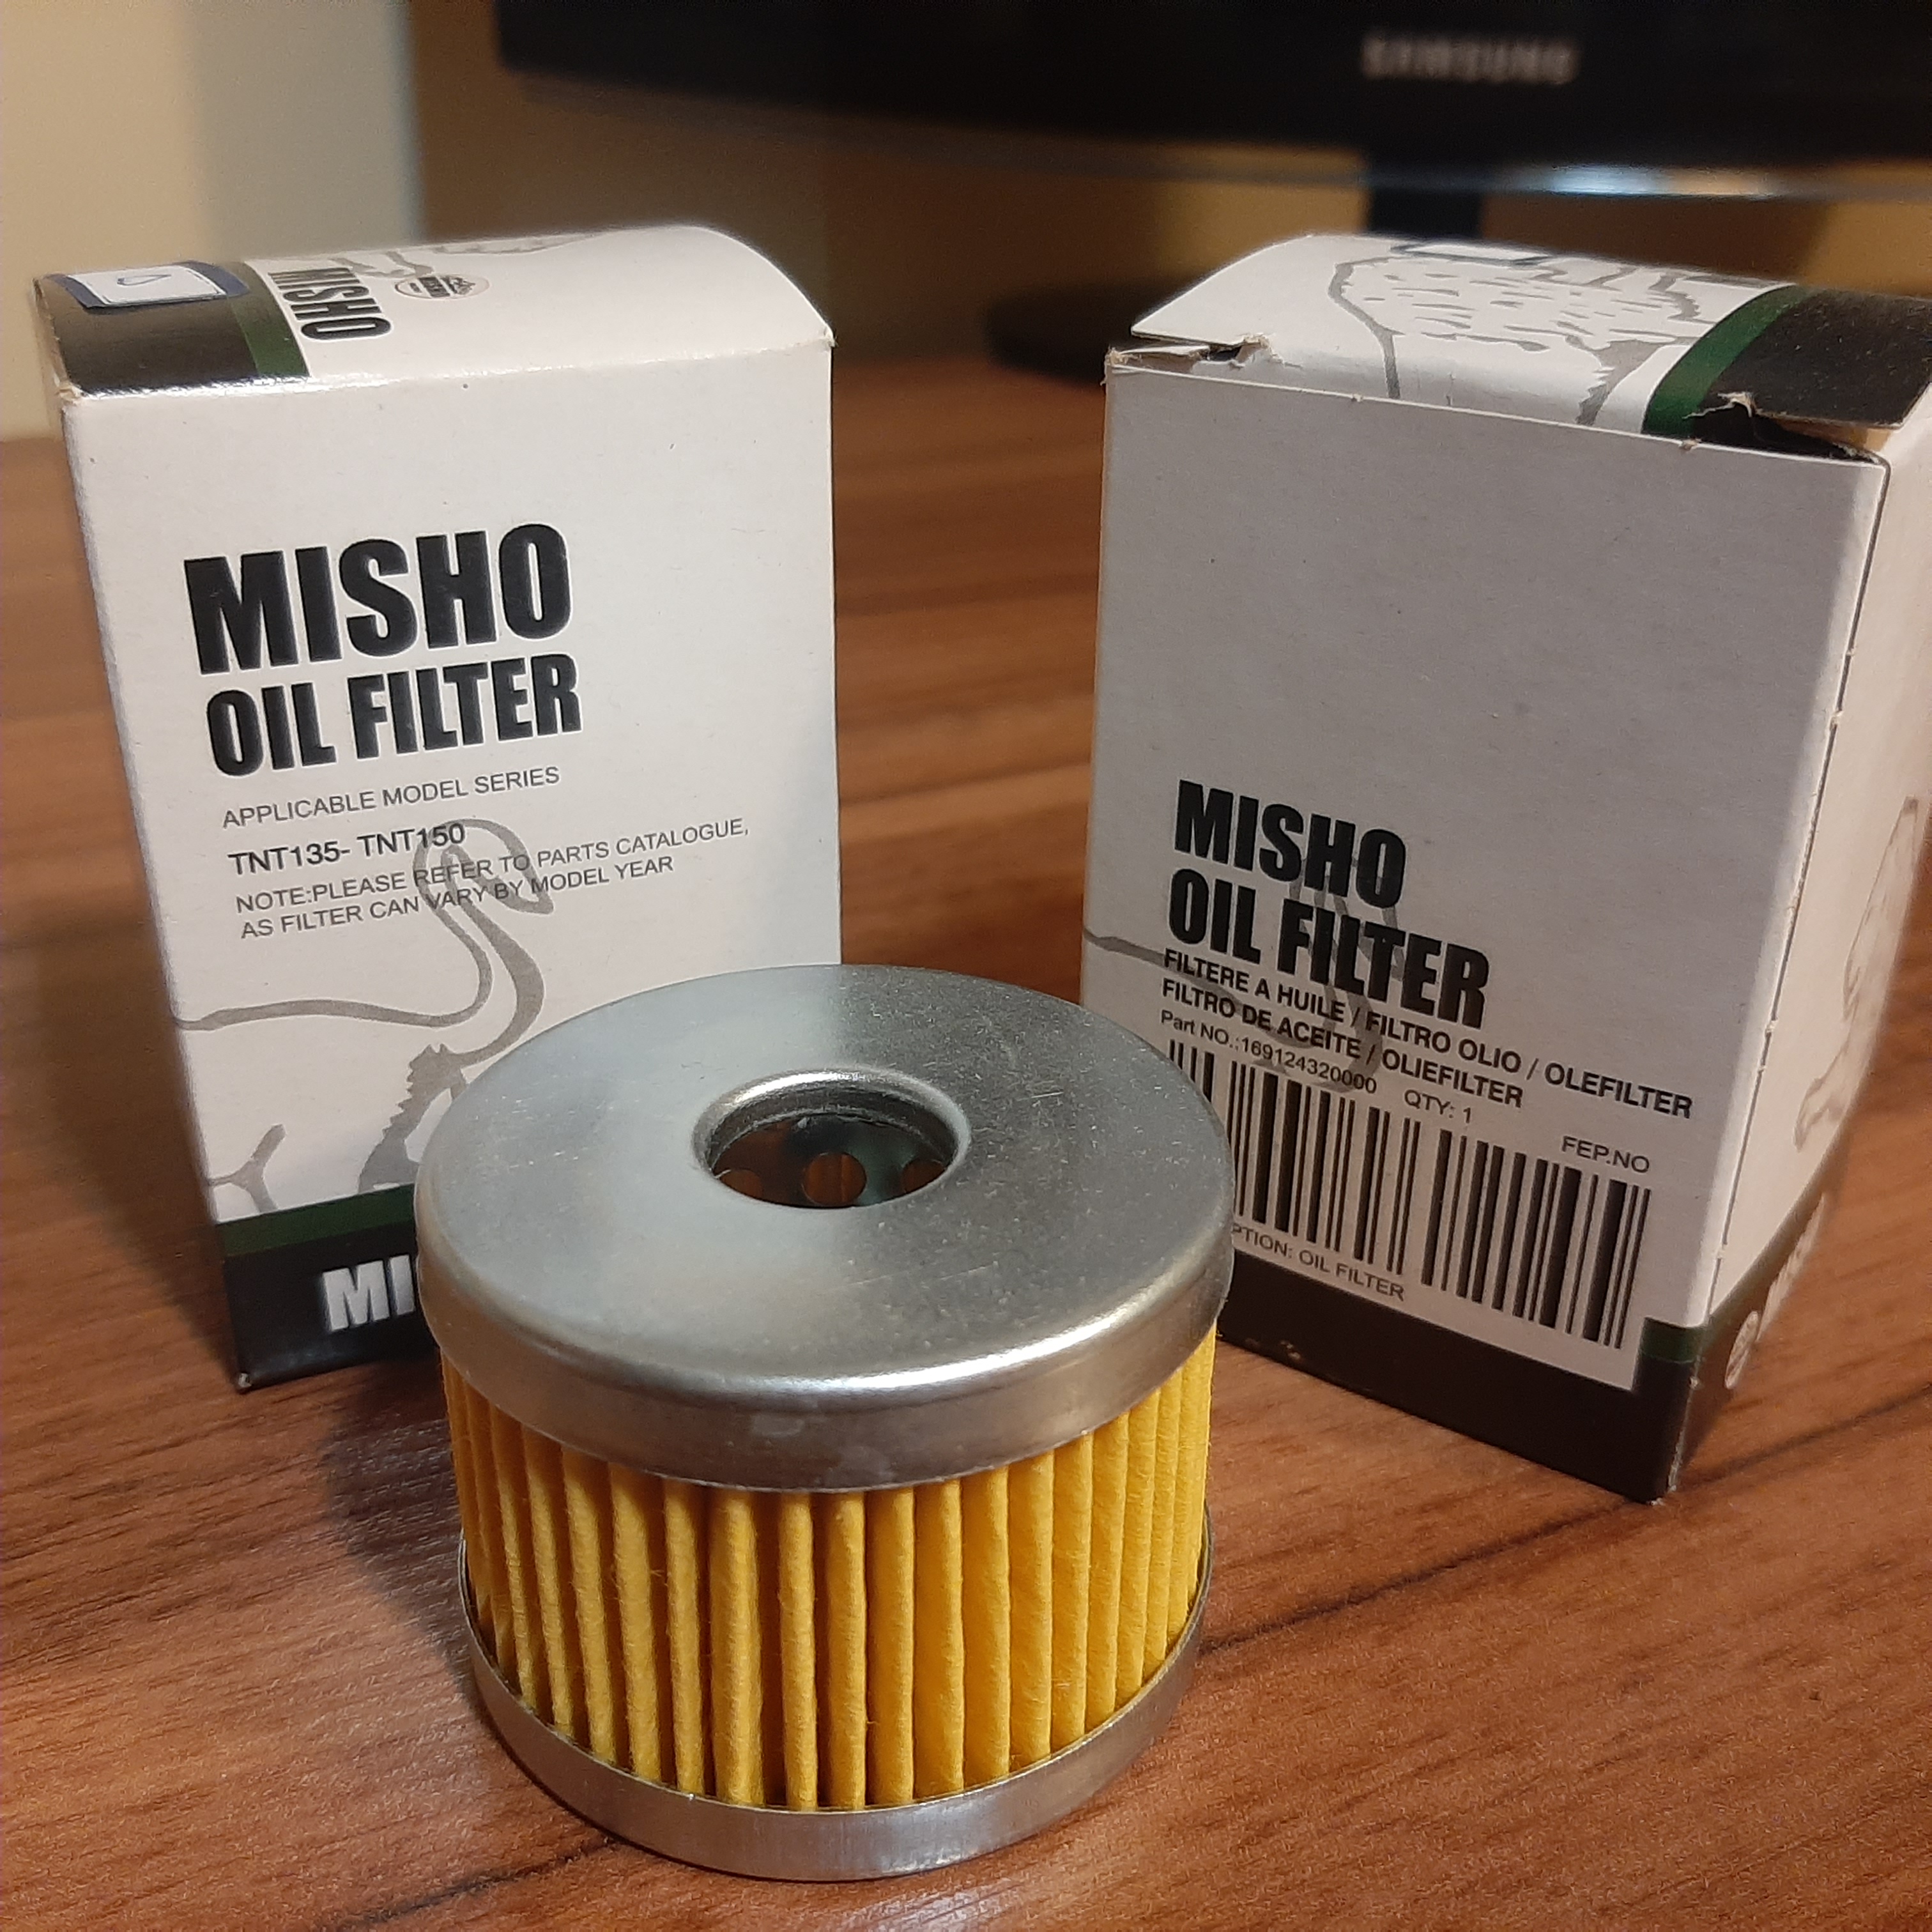 SAMSUNG
MISHO
MISHO
OIL FILTER
APPLICABLE MODEL SERIES
TNT135- TNT150
NOTE:PLEASE REFER TO PARTS CATALOGUE,
AS FILTER CAN VARY BY MODEL YEAR
MI
MISHO
OIL FILTER
FILTERE A HUILE / FILTRO OLIO / OLEFILTER
FILTRO DE ACEITE / OLIEFILTER
Part NO.:169124320000 QTY: 1
FEP.NO
PTION: OIL FILTER